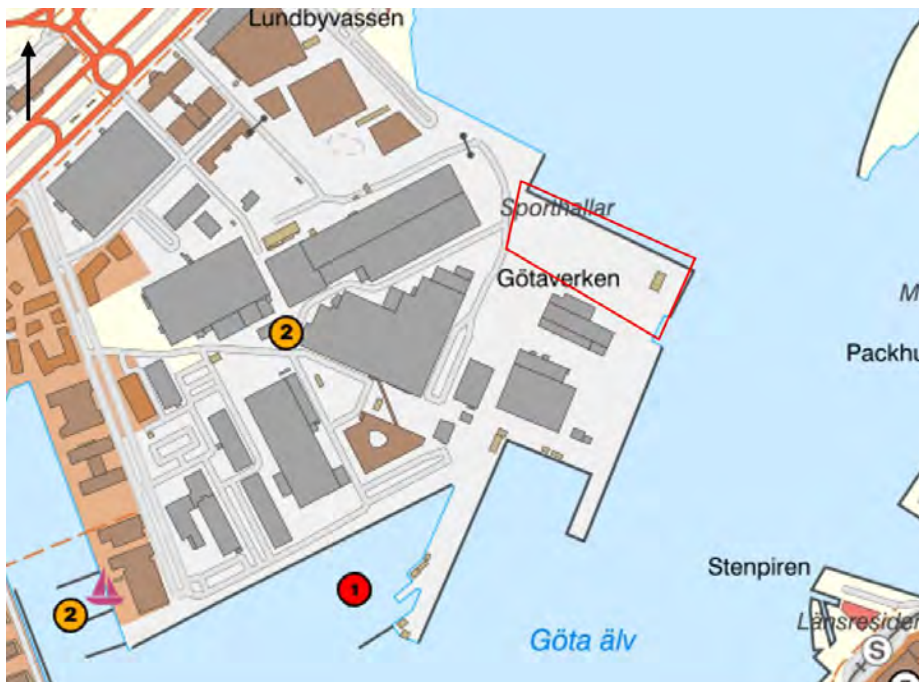 Lundbyvassen
Sporthallar
Götaverken
M
Packhu
2
1
2
Stenpiren
Länsresiden
Göta älv
S